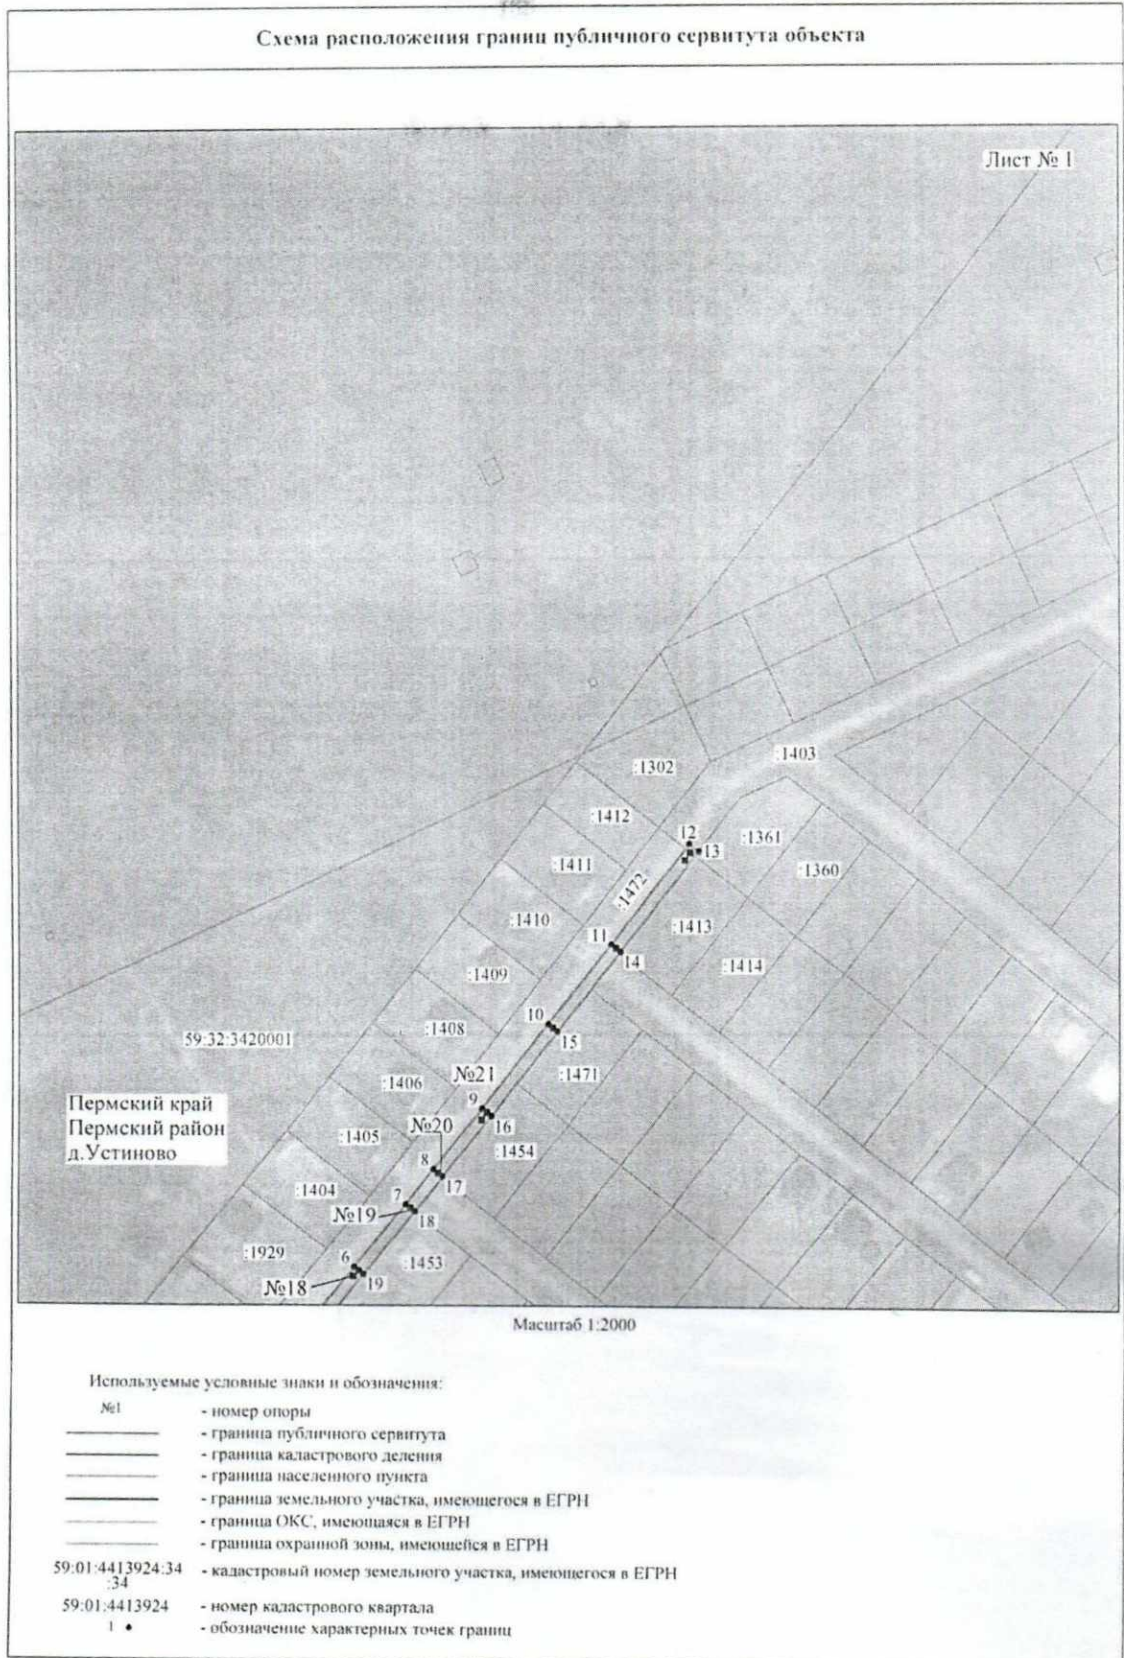 Схема расположения границ публичного сервитута объекта
Лист № 1
:1302
:1403
:1412
12
13
:1361
:1411
:1360
:1472
:1410
:1413
11
14
:1414
:1409
10
:1408
15
59:32:3420001
№21
:1471
:1406
9
Пермский край
Пермский район
д.Устиново
№20
16
:1405
:1454
8
17
:1404
7
№19
18
:1929
6
:1453
№18
19
Масштаб 1:2000
Используемые условные знаки и обозначения:
№1 - номер опоры
- граница публичного сервитута
- граница кадастрового деления
- граница населенного пункта
- граница земельного участка, имеющегося в ЕГРН
- граница ОКС, имеющаяся в ЕГРН
- граница охранной зоны, имеющейся в ЕГРН
59:01:4413924:34 - кадастровый номер земельного участка, имеющегося в ЕГРН
:34
59:01:4413924 - номер кадастрового квартала
1 • - обозначение характерных точек границ